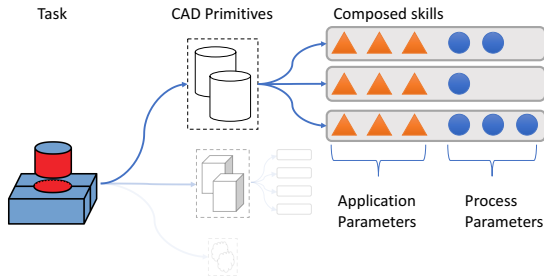 Task
CAD Primitives
Composed skills
Application
Parameters
Process
Parameters